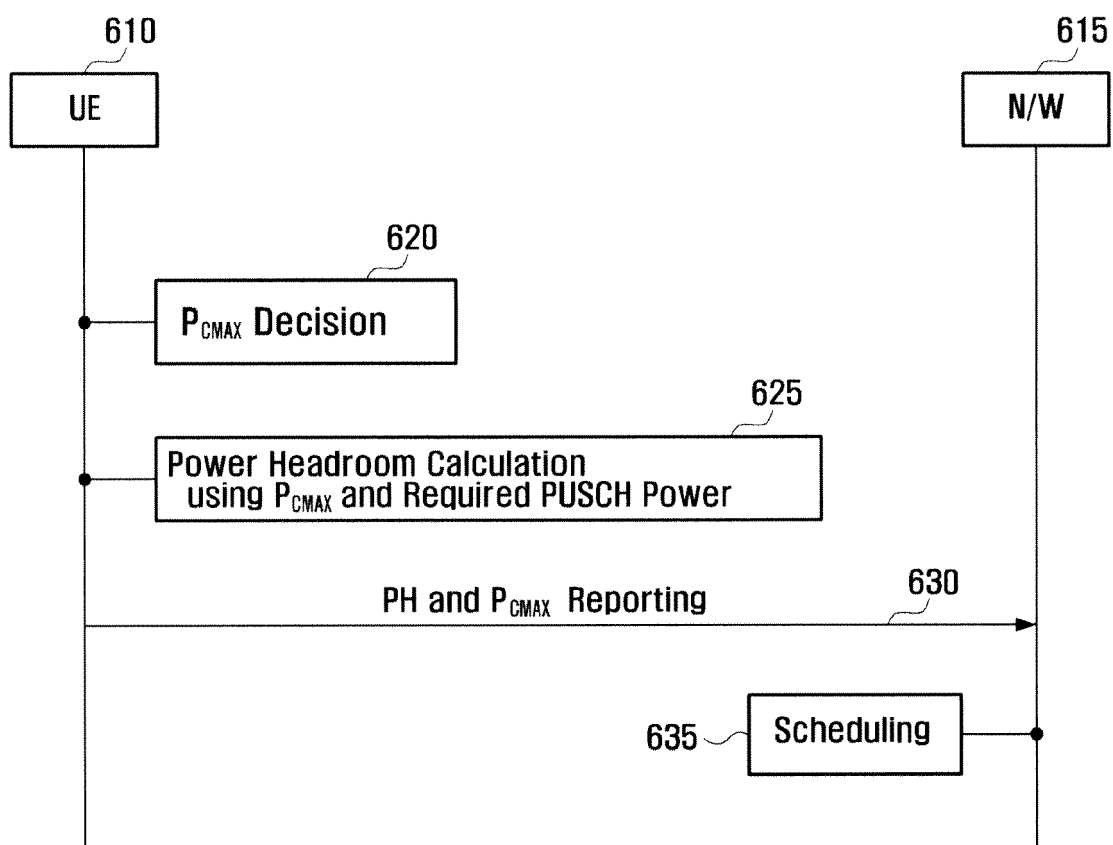 610
615
UE
N/W
620
PCMAX Decision
625
Power Headroom Calculation
using PCMAX and Required PUSCH Power
630
PH and PCMAX Reporting
635
Scheduling